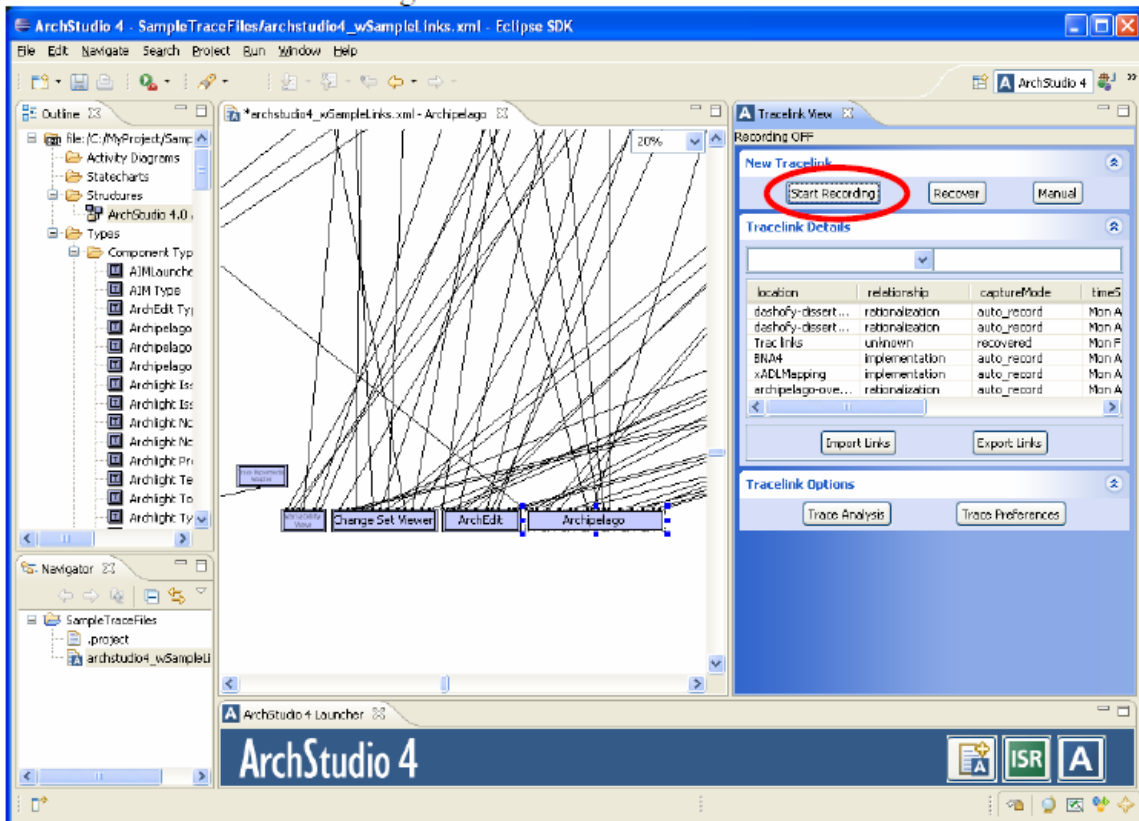 ArchStudio 4 - SampleTraceFiles/archstudio4_wSampleLinks.xml - Eclipse SDK
File Edit Navigate Search Project Run Window Help
ArchStudio 4
Outline
file:/C:/MyProject/Samp
Activity Diagrams
Statecharts
Structures
ArchStudio 4.0
Types
Component Typ
AIMLaunche
AIM Type
ArchEdit Ty
Archipelago
Archipelago
Archipelago
Archlight Iss
Archlight Iss
Archlight No
Archlight No
Archlight Pr
Archlight Te
Archlight To
Archlight Ty
*archstudio4_wSampleLinks.xml - Archipelago
20%
Change Set Viewer
ArchEdit
Archipelago
Tracelink View
Recording OFF
New Tracelink
Start Recording Recover Manual
Tracelink Details
location relationship captureMode timeS
dashofy-dissert... rationalization auto_record Mon A
dashofy-dissert... rationalization auto_record Mon A
Trac links unknown recovered Mon F
BNA4 implementation auto_record Mon A
xADLMapping implementation auto_record Mon A
archipelago-ove... rationalization auto_record Mon A
Import Links Export Links
Tracelink Options
Trace Analysis Trace Preferences
Navigator
SampleTraceFiles
.project
archstudio4_wSampleLi
ArchStudio 4 Launcher
ArchStudio 4
A ISR A